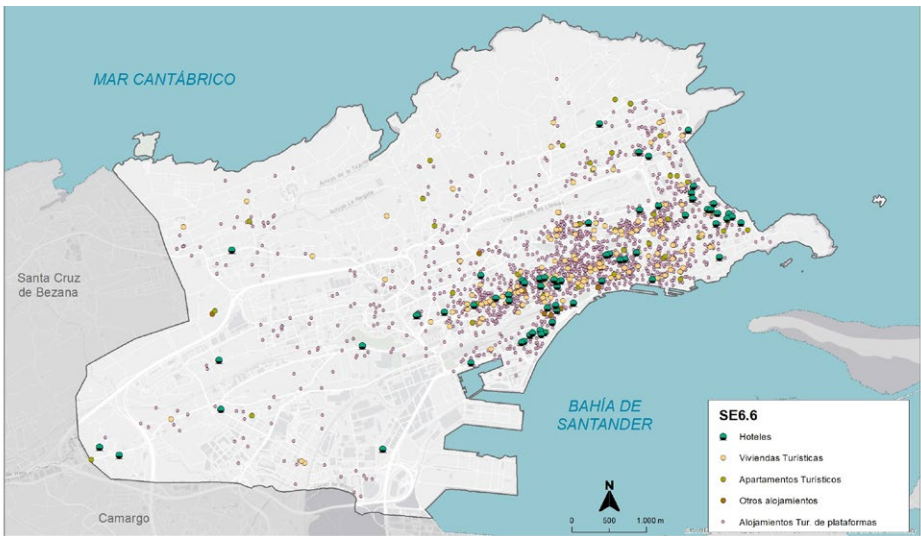 MAR CANTÁBRICO
Santa Cruz
de Bezana
BAHÍA DE
SANTANDER
Camargo
SE6.6
Hoteles
Viviendas Turísticas
Apartamentos Turísticos
Otros alojamientos
Alojamientos Tur. de plataformas
N
0 500 1.000 m